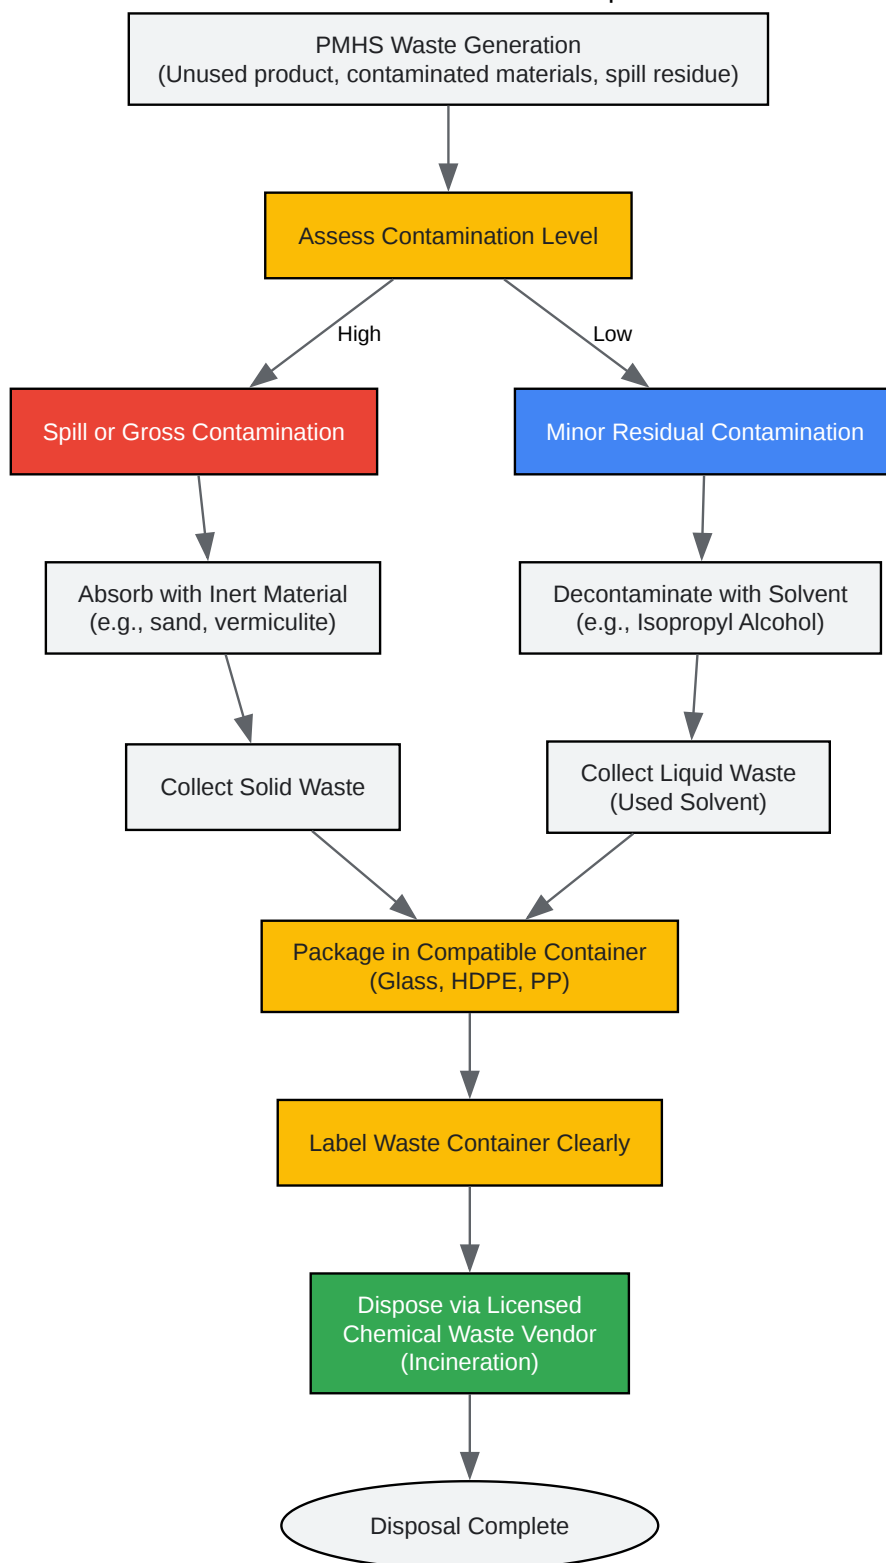 PMHS Waste Generation
(Unused product, contaminated materials, spill residue)
Assess Contamination Level
High
Low
Spill or Gross Contamination
Minor Residual Contamination
Absorb with Inert Material
(e.g., sand, vermiculite)
Decontaminate with Solvent
(e.g., Isopropyl Alcohol)
Collect Solid Waste
Collect Liquid Waste
(Used Solvent)
Package in Compatible Container
(Glass, HDPE, PP)
Label Waste Container Clearly
Dispose via Licensed
Chemical Waste Vendor
(Incineration)
Disposal Complete